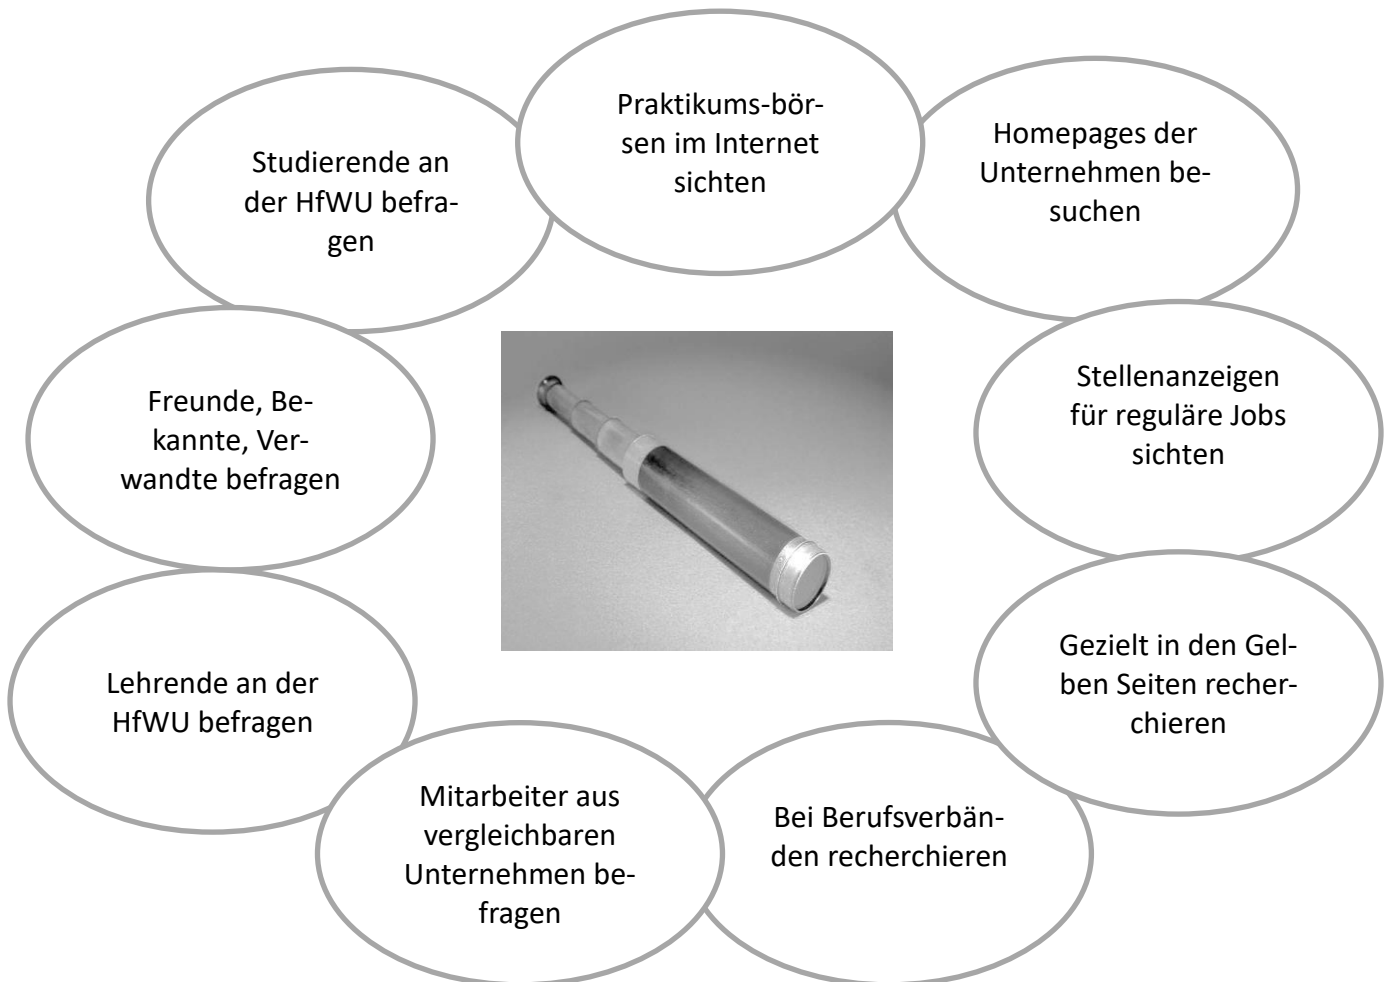 Praktikums-bör-
sen im Internet
sichten
Homepages der
Unternehmen be-
suchen
Stellenanzeigen
für reguläre Jobs
sichten
Gezielt in den Gel-
ben Seiten recher-
chieren
Bei Berufsverbän-
den recherchieren
Mitarbeiter aus
vergleichbaren
Unternehmen be-
fragen
Lehrende an der
HfWU befragen
Freunde, Be-
kannte, Ver-
wandte befragen
Studierende an
der HfWU befra-
gen